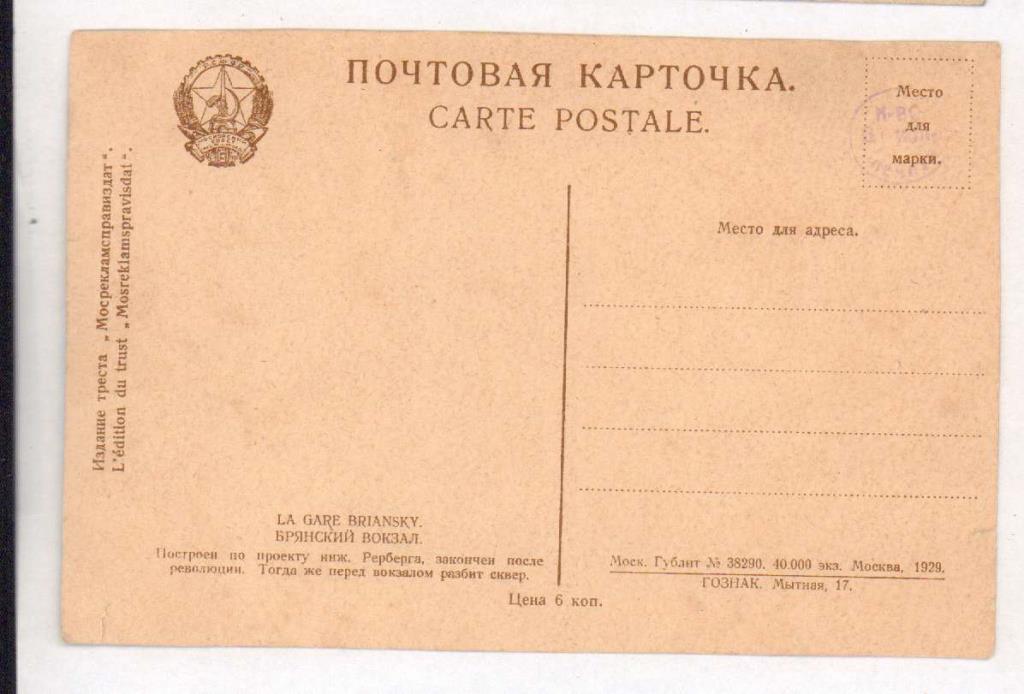 ПОЧТОВАЯ КАРТОЧКА.
CARTE POSTALE.
Место
для
марки.
Место для адреса.
Издание треста „Мосрекламсправиздат“.
L'édition du trust „Mosreklamspravisdat“.
LA GARE BRIANSKY.
БРЯНСКИЙ ВОКЗАЛ.
Построен по проекту инж. Рерберга, закончен после
революции. Тогда же перед вокзалом разбит сквер.
Цена 6 коп.
Моск. Гублит № 38290. 40.000 экз. Москва, 1929.
ГОЗНАК. Мытная, 17.